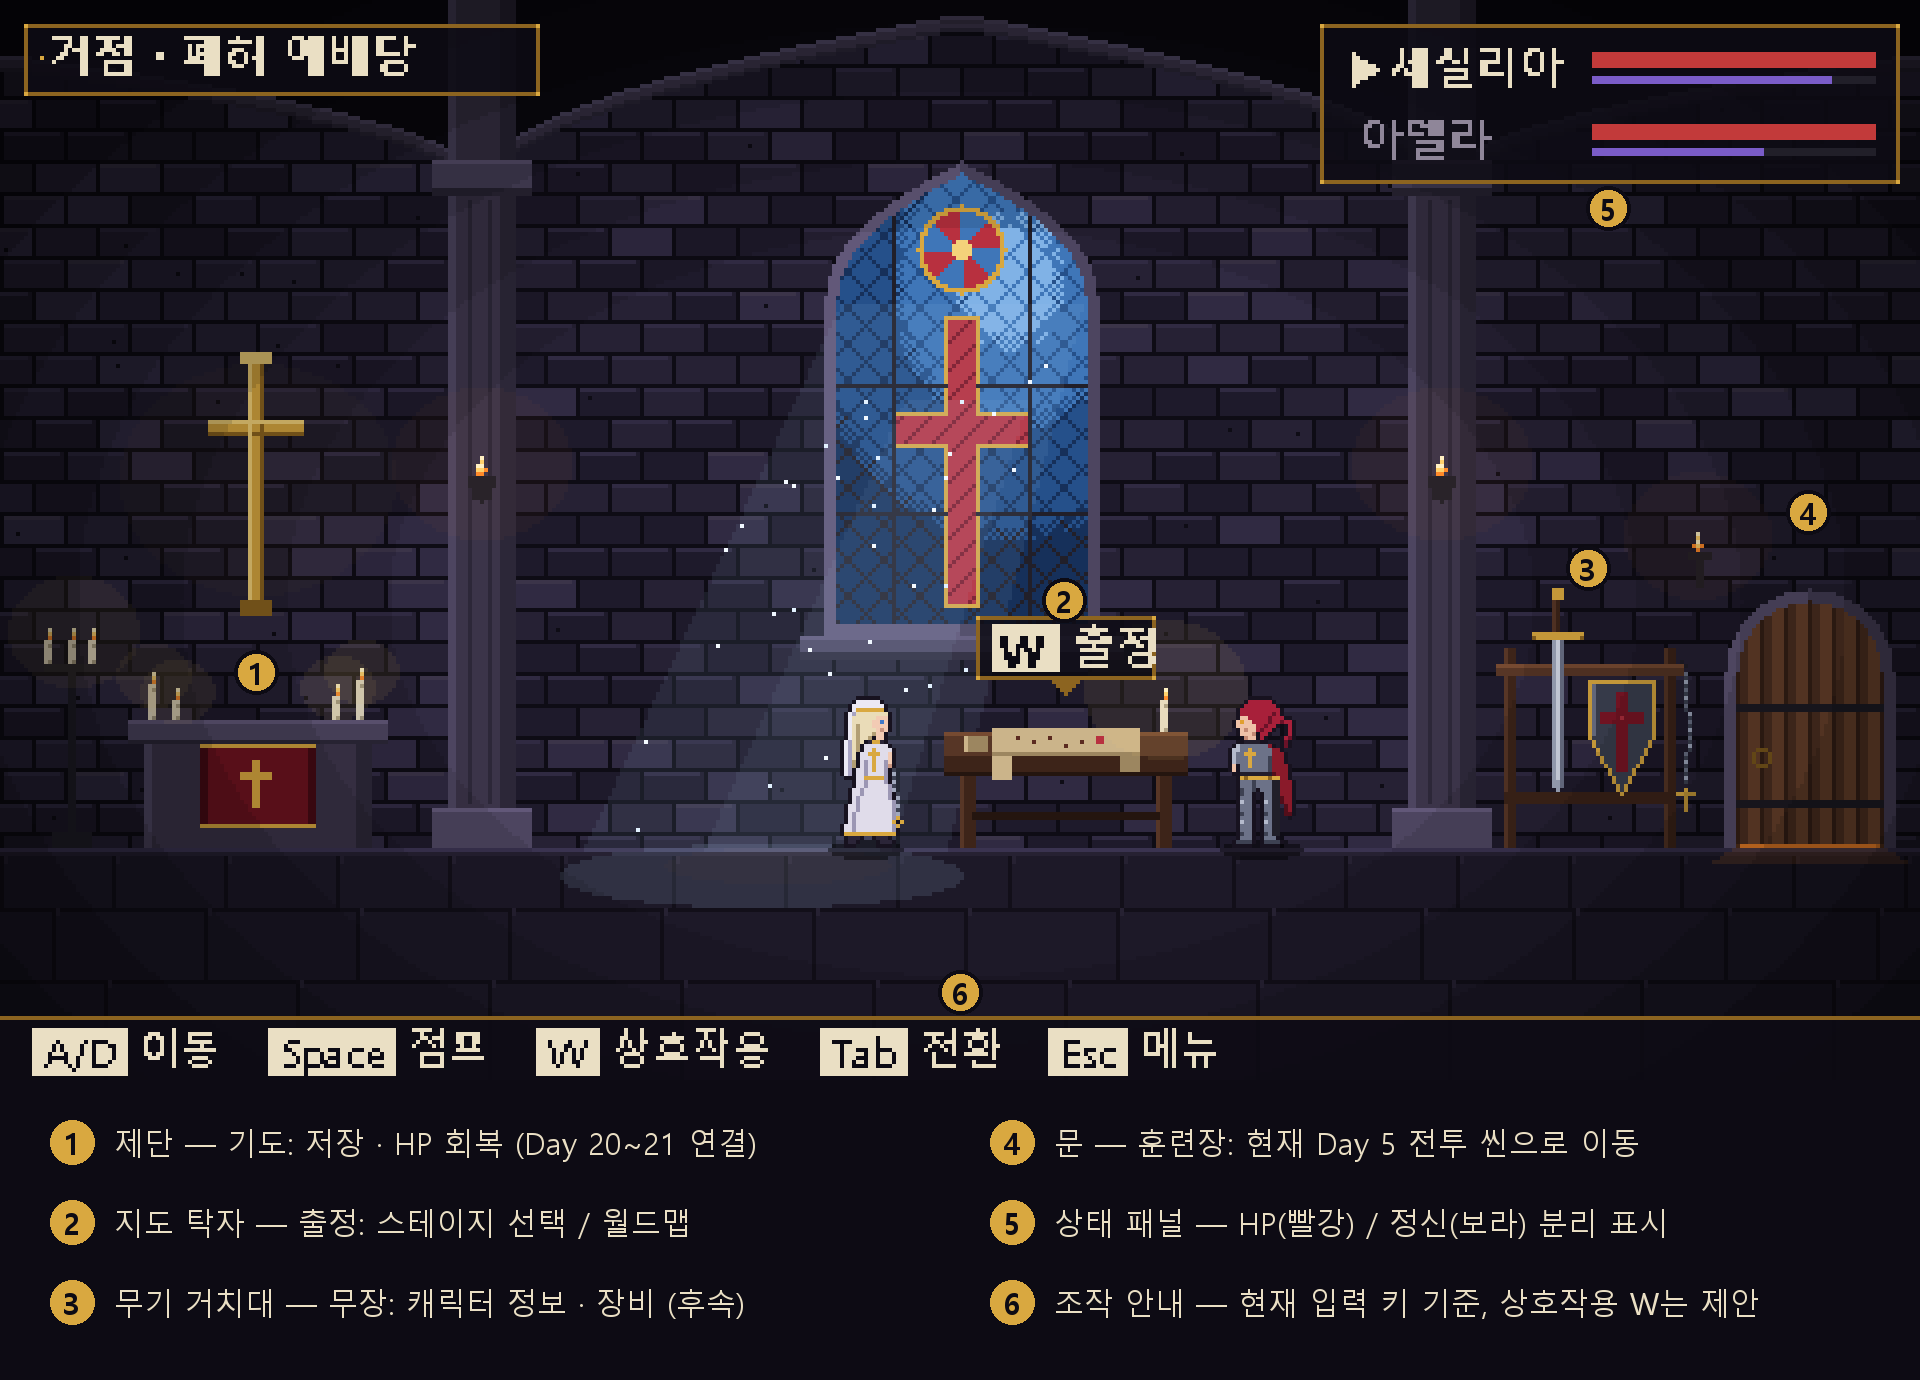 거점 · 폐허 예배당
▶세실리아
아델라
5
4
3
2
W 출정
1
6
A/D 이동 Space 점프 W 상호작용 Tab 전환 Esc 메뉴
1 제단 — 기도: 저장 · HP 회복 (Day 20~21 연결)
2 지도 탁자 — 출정: 스테이지 선택 / 월드맵
3 무기 거치대 — 무장: 캐릭터 정보 · 장비 (후속)
4 문 — 훈련장: 현재 Day 5 전투 씬으로 이동
5 상태 패널 — HP(빨강) / 정신(보라) 분리 표시
6 조작 안내 — 현재 입력 키 기준, 상호작용 W는 제안